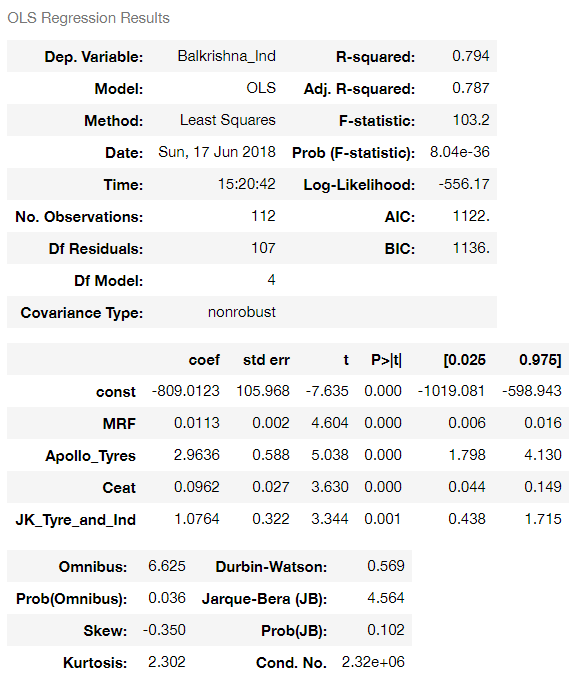 OLS Regression Results
Dep. Variable: Balkrishna_Ind R-squared: 0.794
Model: OLS Adj. R-squared: 0.787
Method: Least Squares F-statistic: 103.2
Date: Sun, 17 Jun 2018 Prob (F-statistic): 8.04e-36
Time: 15:20:42 Log-Likelihood: -556.17
No. Observations: 112 AIC: 1122.
Df Residuals: 107 BIC: 1136.
Df Model: 4
Covariance Type: nonrobust
coef std err t P>|t| [0.025 0.975]
const -809.0123 105.968 -7.635 0.000 -1019.081 -598.943
MRF 0.0113 0.002 4.604 0.000 0.006 0.016
Apollo_Tyres 2.9636 0.588 5.038 0.000 1.798 4.130
Ceat 0.0962 0.027 3.630 0.000 0.044 0.149
JK_Tyre_and_Ind 1.0764 0.322 3.344 0.001 0.438 1.715
Omnibus: 6.625 Durbin-Watson: 0.569
Prob(Omnibus): 0.036 Jarque-Bera (JB): 4.564
Skew: -0.350 Prob(JB): 0.102
Kurtosis: 2.302 Cond. No. 2.32e+06